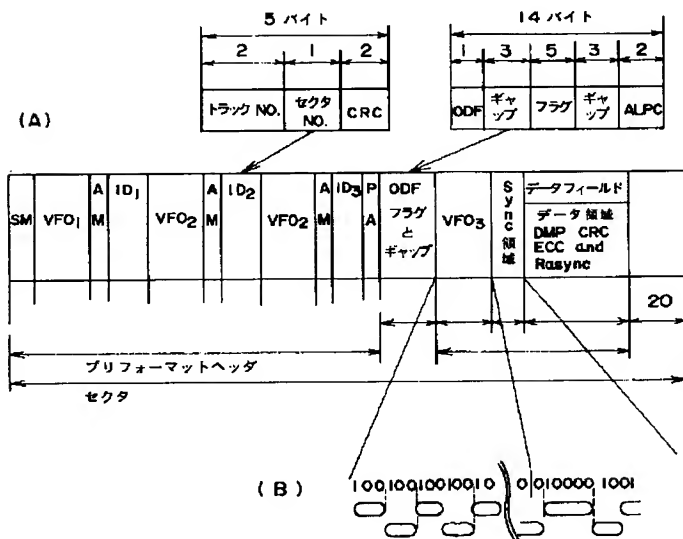 5 バイト
2 1 2
トラック NO. セクタ NO. CRC
14 バイト
1 3 5 3 2
ODF ギャップ フラグ ギャップ ALPC
(A)
SM VFO1 AM ID1 VFO2 AM ID2 VFO2 AM ID3 PA
ODF フラグ と ギャップ
VFO3
Sync 領域
データフィールド
データ領域
DMP CRC
ECC and
Rasync
20
プリフォーマットヘッダ
セクタ
(B)
10010010010010 0010000 1001